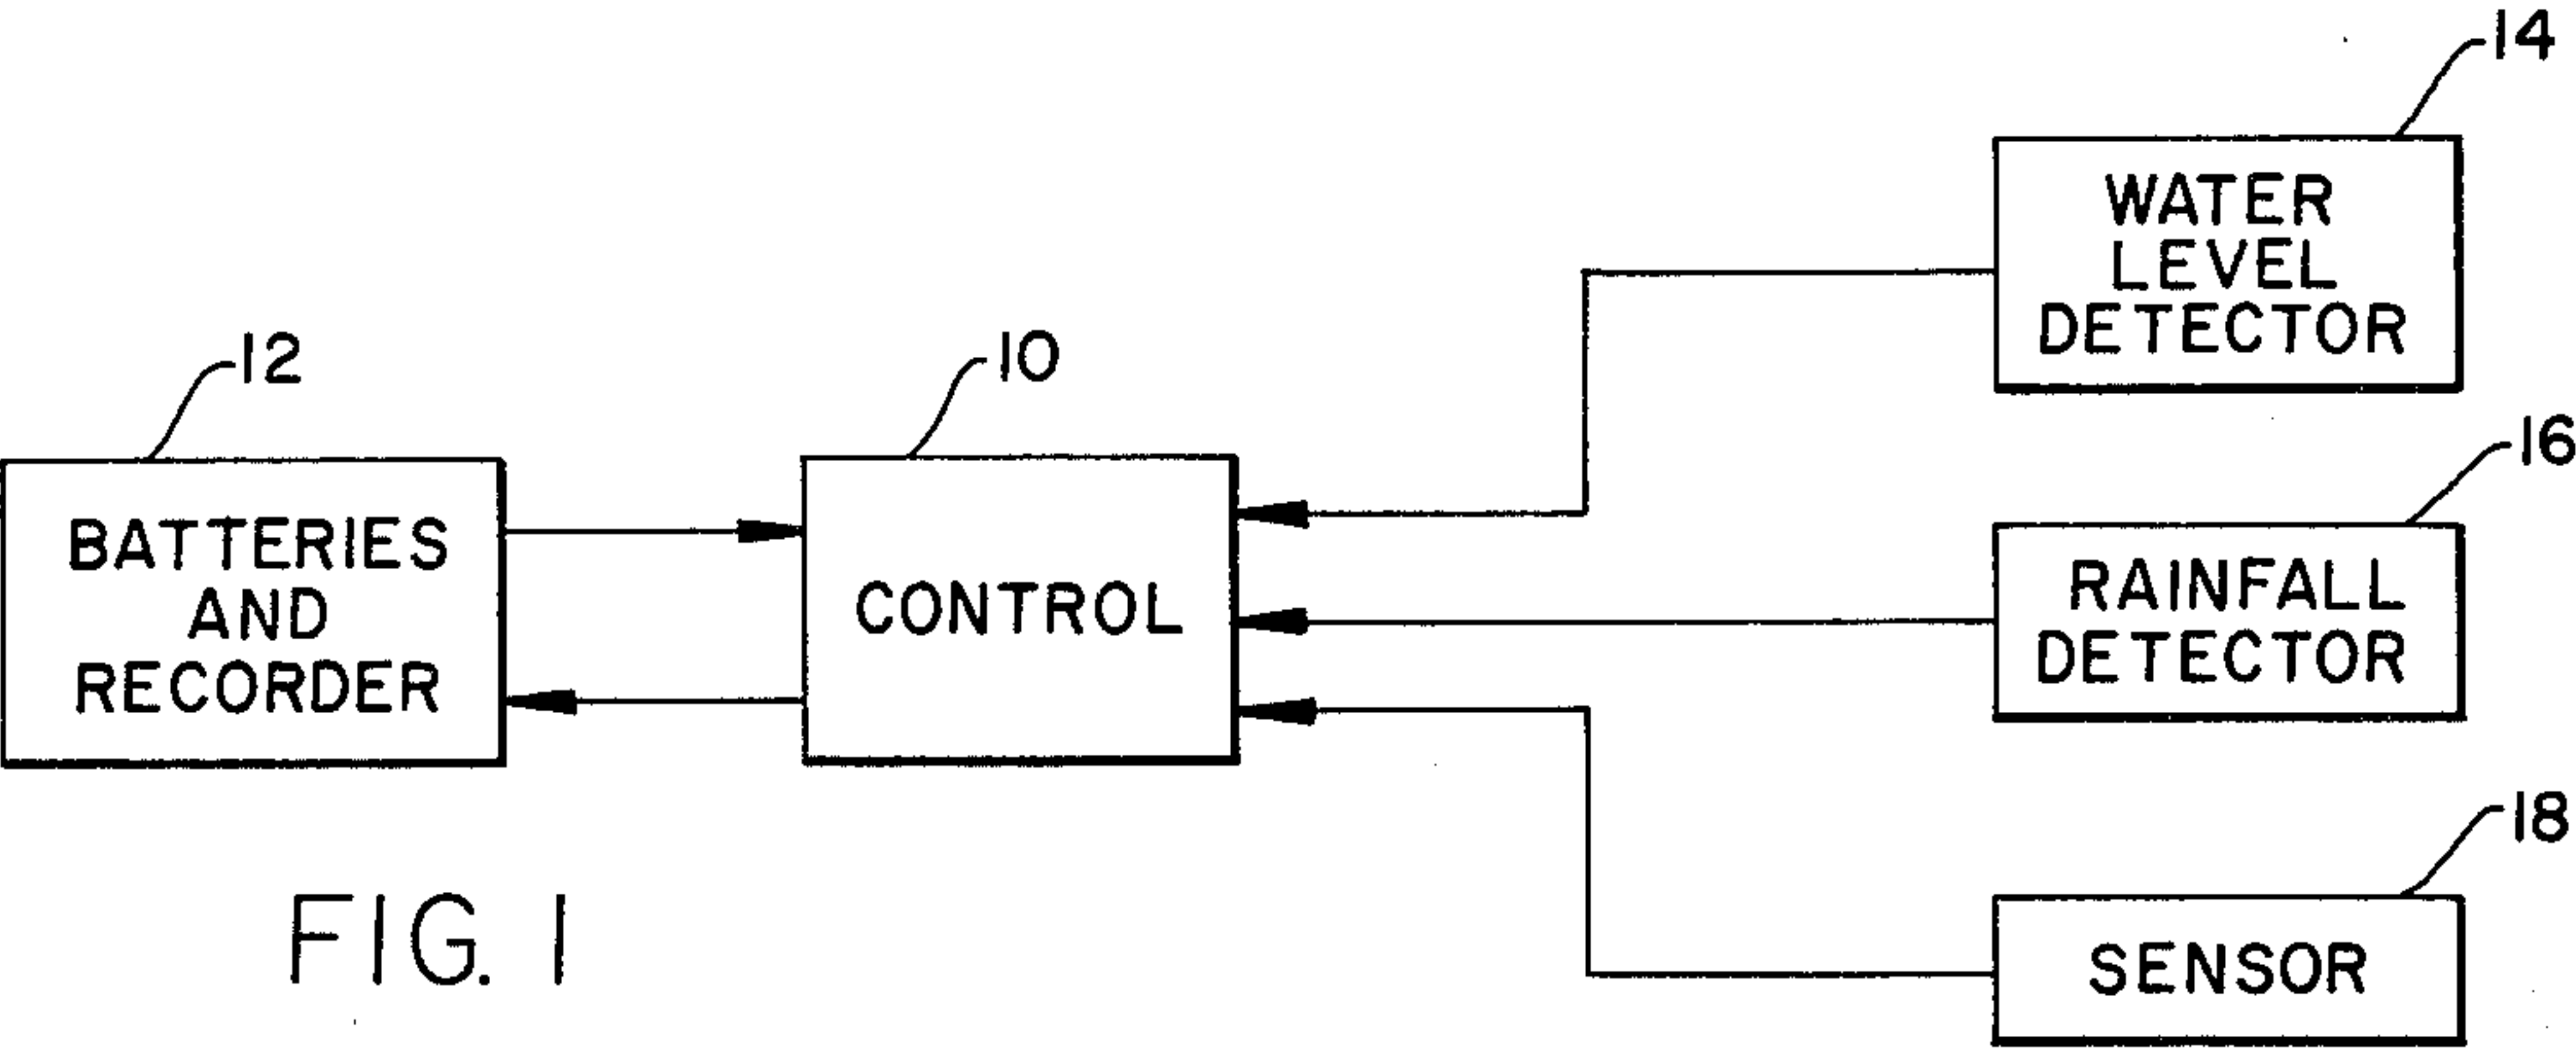 14
WATER
LEVEL
DETECTOR
12
10
16
BATTERIES
AND
RECORDER
CONTROL
RAINFALL
DETECTOR
18
SENSOR
FIG. 1